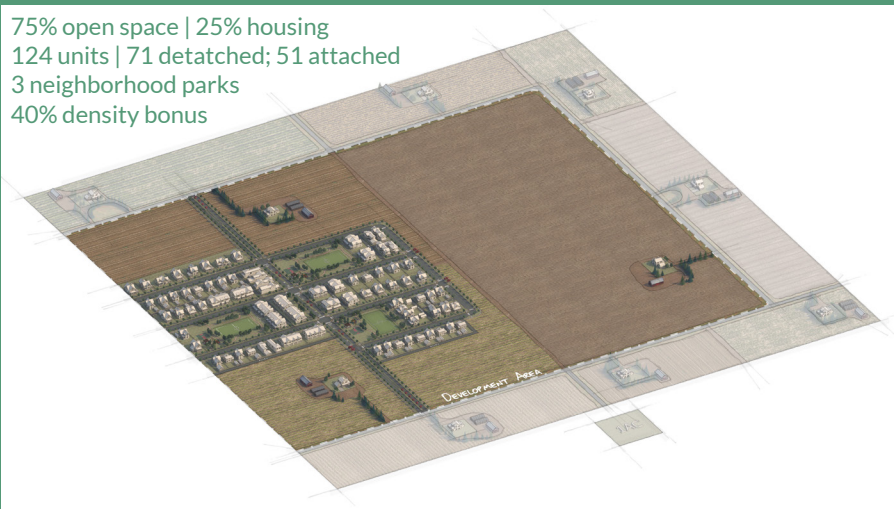 75% open space | 25% housing
124 units | 71 detatched; 51 attached
3 neighborhood parks
40% density bonus
DEVELOPMENT AREA